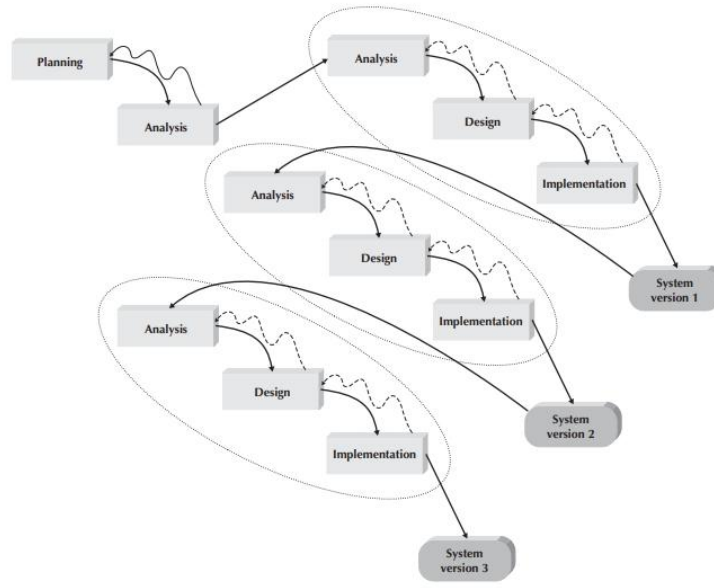 Planning
Analysis
Analysis
Design
Implementation
System
version 1
Analysis
Design
Implementation
System
version 2
Analysis
Design
Implementation
System
version 3